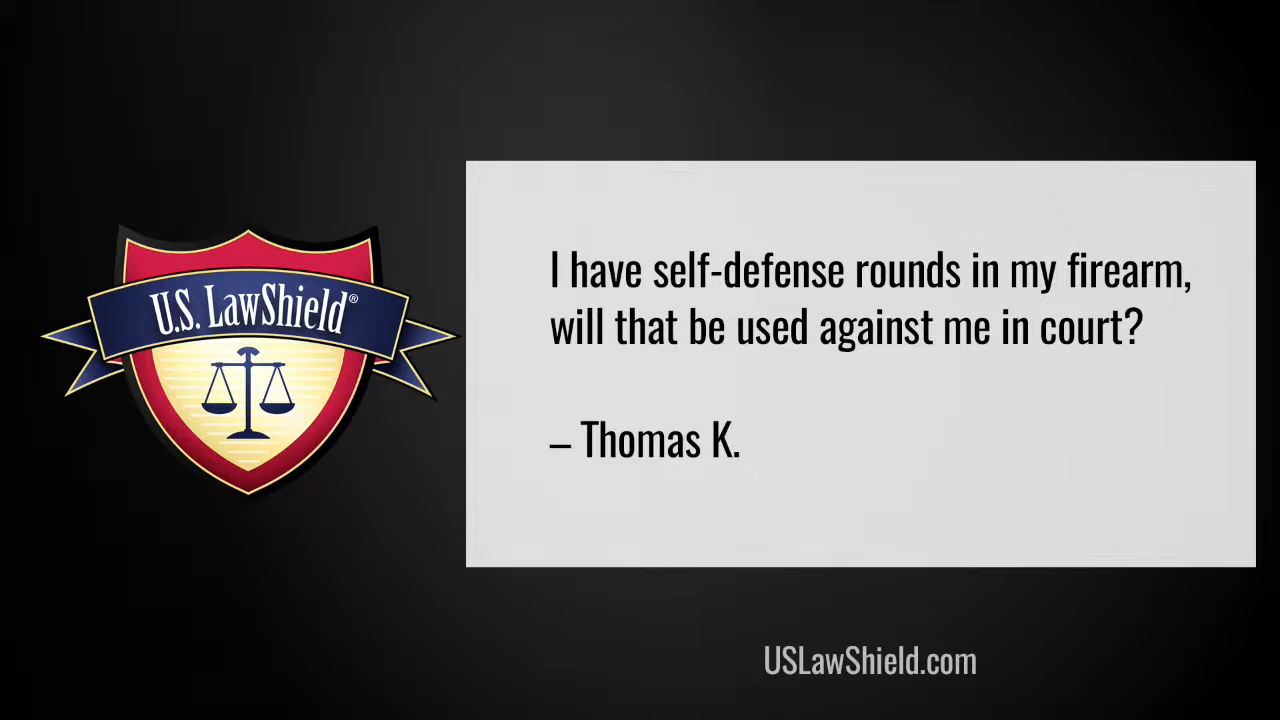 U.S. LawShield®
I have self-defense rounds in my firearm,
will that be used against me in court?
– Thomas K.
USLawShield.com